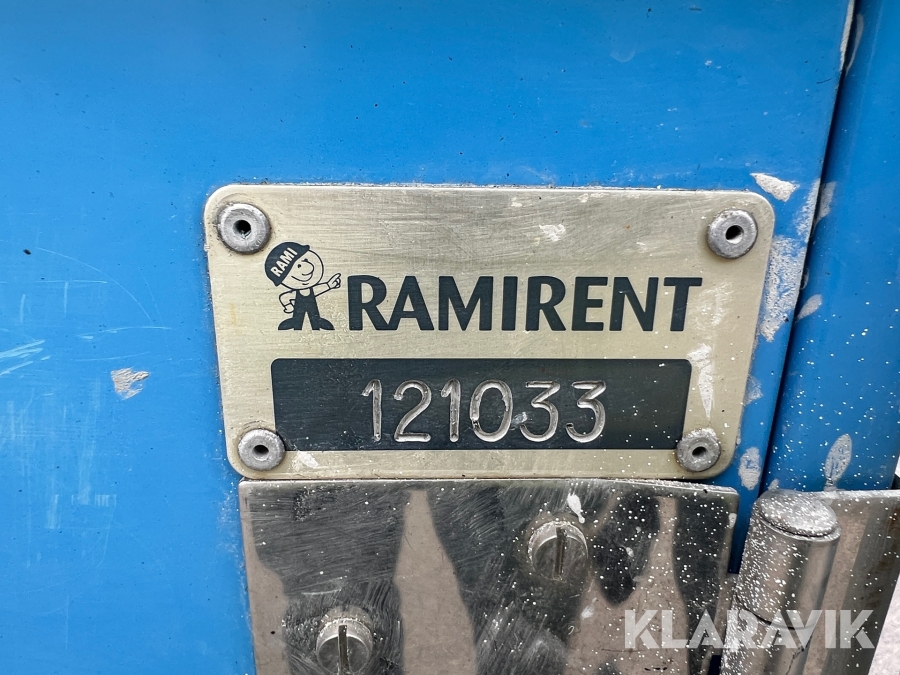 RAMI
RAMIRENT
121033
KLARAVIK